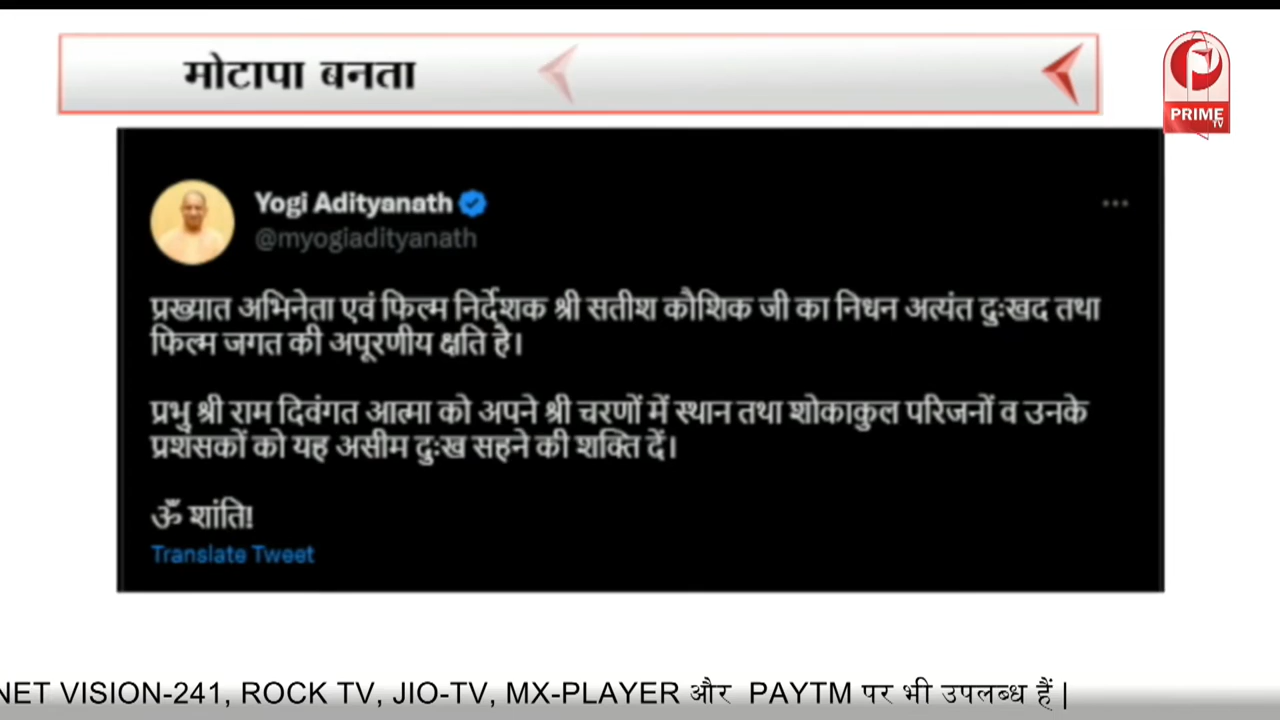 मोटापा बनता
PRIME
TV
Yogi Adityanath
@myogiadityanath
प्रख्यात अभिनेता एवं फिल्म निर्देशक श्री सतीश कौशिक जी का निधन अत्यंत दुःखद तथा
फिल्म जगत की अपूरणीय क्षति है।
प्रभु श्री राम दिवंगत आत्मा को अपने श्री चरणों में स्थान तथा शोकाकुल परिजनों व उनके
प्रशंसकों को यह असीम दुःख सहने की शक्ति दें।
ॐ शांति!
Translate Tweet
NET VISION-241, ROCK TV, JIO-TV, MX-PLAYER और PAYTM पर भी उपलब्ध हैं |